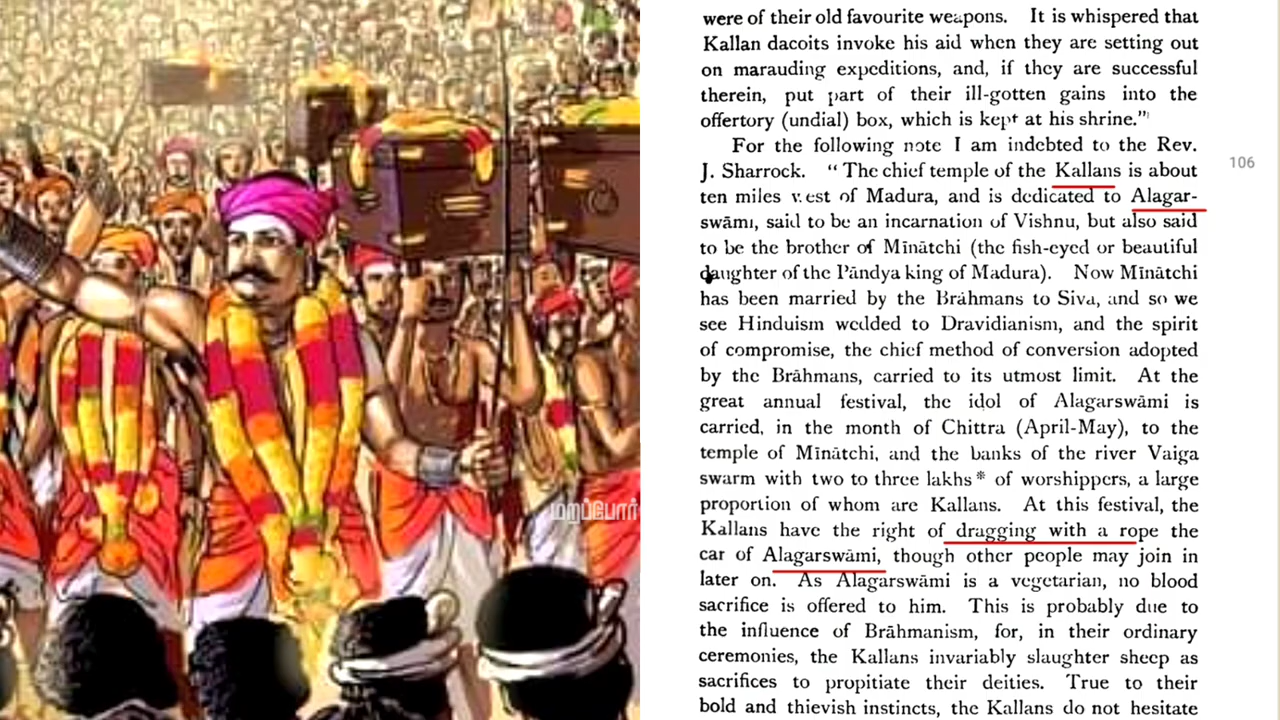 மறப்போர்
were of their old favourite weapons. It is whispered that
Kallan dacoits invoke his aid when they are setting out
on marauding expeditions, and, if they are successful
therein, put part of their ill-gotten gains into the
offertory (undial) box, which is kept at his shrine."
For the following note I am indebted to the Rev.
J. Sharrock. "The chief temple of the Kallans is about
ten miles west of Madura, and is dedicated to Alagar-
swāmi, said to be an incarnation of Vishnu, but also said
to be the brother of Mīnātchi (the fish-eyed or beautiful
daughter of the Pāndya king of Madura). Now Mīnātchi
has been married by the Brāhmans to Siva, and so we
see Hinduism wedded to Dravidianism, and the spirit
of compromise, the chief method of conversion adopted
by the Brāhmans, carried to its utmost limit. At the
great annual festival, the idol of Alagarswāmi is
carried, in the month of Chittra (April-May), to the
temple of Mīnātchi, and the banks of the river Vaiga
swarm with two to three lakhs* of worshippers, a large
proportion of whom are Kallans. At this festival, the
Kallans have the right of dragging with a rope the
car of Alagarswāmi, though other people may join in
later on. As Alagarswāmi is a vegetarian, no blood
sacrifice is offered to him. This is probably due to
the influence of Brāhmanism, for, in their ordinary
ceremonies, the Kallans invariably slaughter sheep as
sacrifices to propitiate their deities. True to their
bold and thievish instincts, the Kallans do not hesitate
106